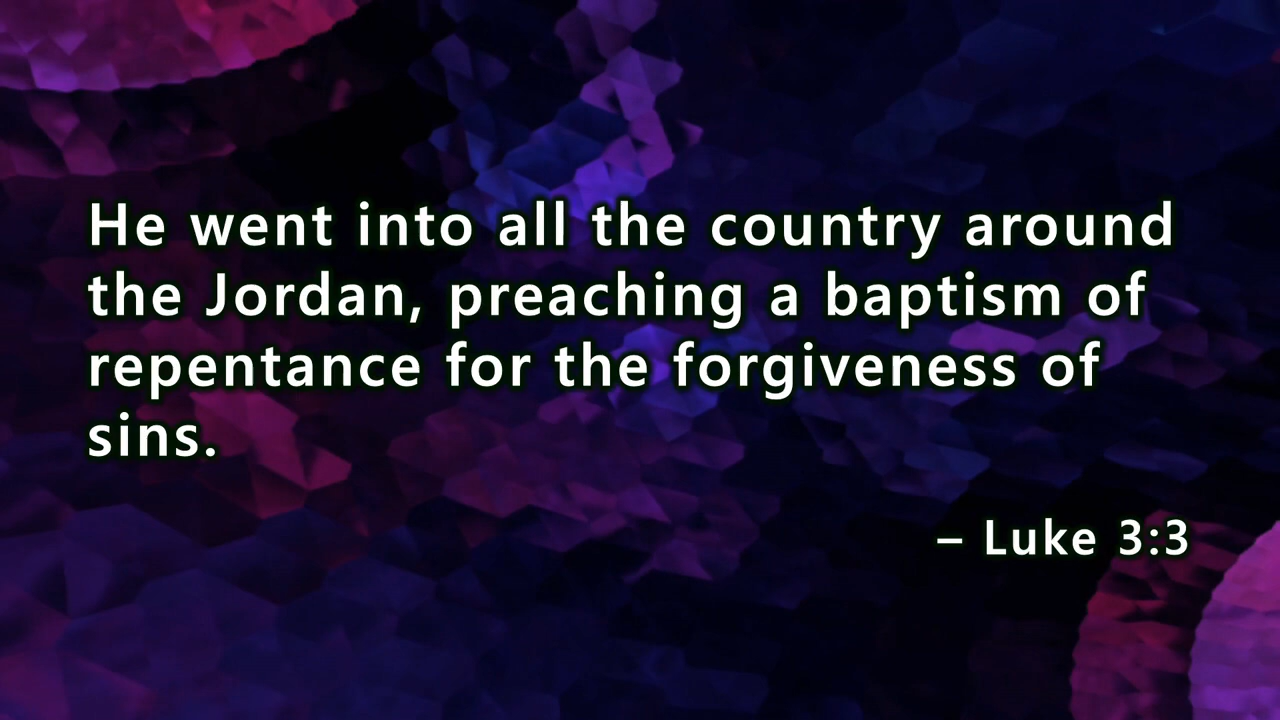 He went into all the country around
the Jordan, preaching a baptism of
repentance for the forgiveness of
sins.
– Luke 3:3